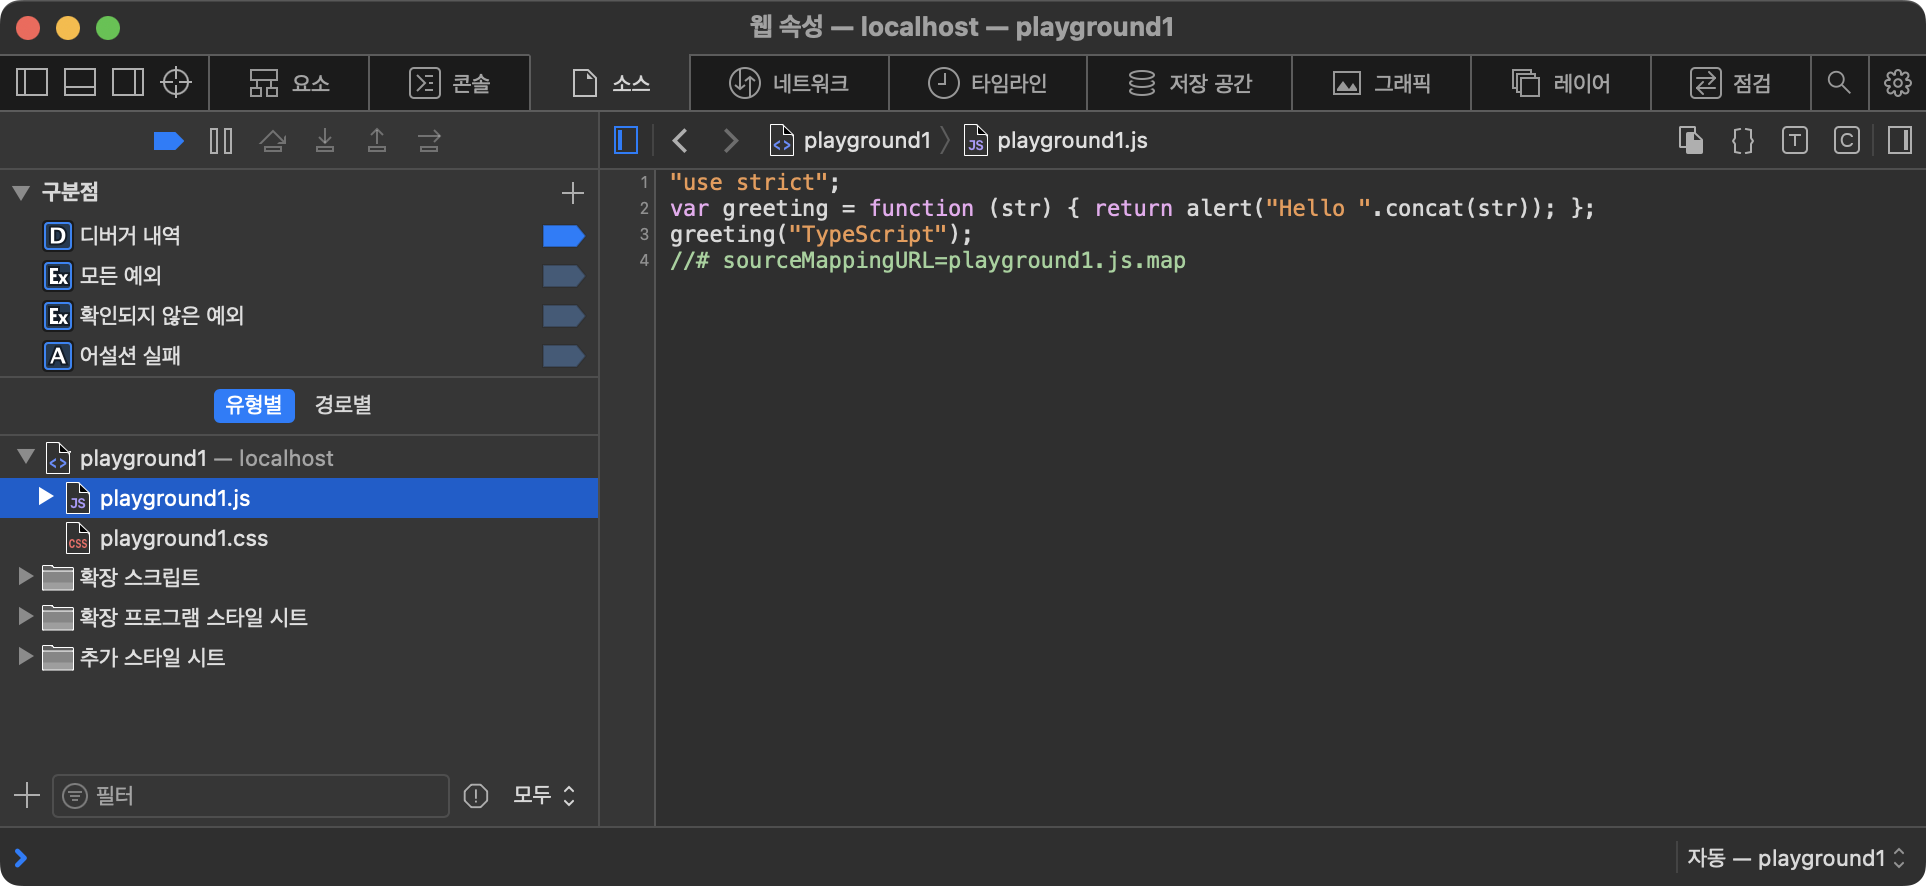 웹 속성 — localhost — playground1
요소
콘솔
소스
네트워크
타임라인
저장 공간
그래픽
레이어
점검
playground1
playground1.js
T
C
구분점
D 디버거 내역
Ex 모든 예외
Ex 확인되지 않은 예외
A 어설션 실패
유형별
경로별
playground1 — localhost
JS playground1.js
CSS playground1.css
확장 스크립트
확장 프로그램 스타일 시트
추가 스타일 시트
필터
모두
1 "use strict";
2 var greeting = function (str) { return alert("Hello ".concat(str)); };
3 greeting("TypeScript");
4 //# sourceMappingURL=playground1.js.map
자동 — playground1